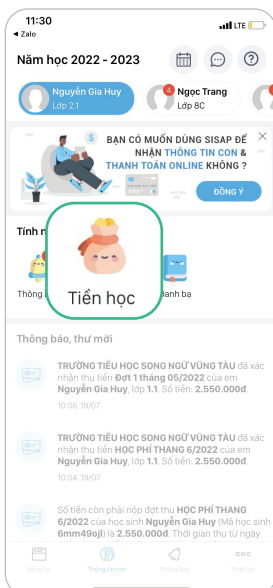 11:30
LTE
Zalo
Năm học 2022 - 2023
Nguyễn Gia Huy
Lớp 2.1
4
Ngọc Trang
Lớp 8C
BẠN CÓ MUỐN DÙNG SISAP ĐỂ
NHẬN THÔNG TIN CON &
THANH TOÁN ONLINE KHÔNG ?
ĐỒNG Ý
Tính n
Thông
Tiền học
Danh bạ
Thông báo, thư mời
TRƯỜNG TIỂU HỌC SONG NGỮ VŨNG TÀU đã xác
nhận thu tiền Đợt 1 tháng 05/2022 của em
Nguyễn Gia Huy, lớp 1.1. Số tiền: 2.550.000đ.
10:06, 19/07
TRƯỜNG TIỂU HỌC SONG NGỮ VŨNG TÀU đã xác
nhận thu tiền HỌC PHÍ THANG 6/2022 của em
Nguyễn Gia Huy, lớp 1.1. Số tiền: 2.550.000đ.
10:04, 19/07
Số tiền còn phải nộp đợt thu HỌC PHÍ THANG
6/2022 của học sinh Nguyễn Gia Huy (Mã học sinh
6mm49ojl) là 2.550.000đ. Thời gian thu từ ngày
Bảng tin
Thông tin con
Thông báo